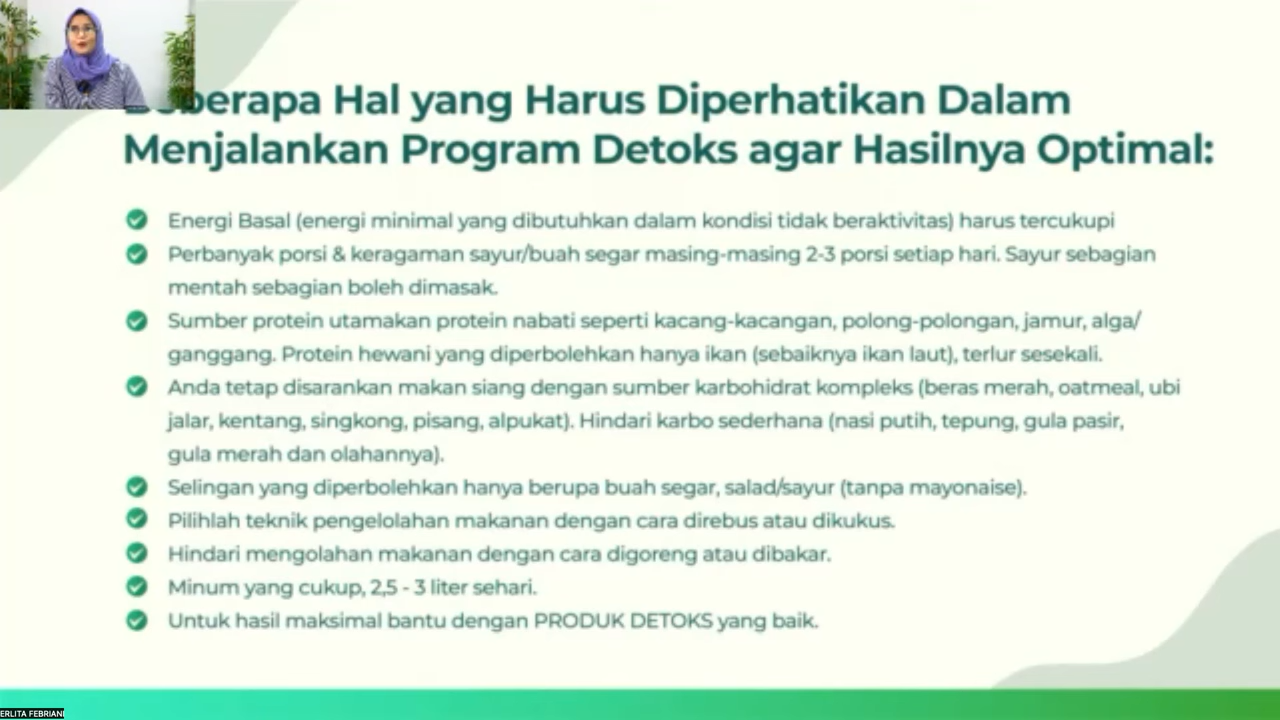 Beberapa Hal yang Harus Diperhatikan Dalam
Menjalankan Program Detoks agar Hasilnya Optimal:
Energi Basal (energi minimal yang dibutuhkan dalam kondisi tidak beraktivitas) harus tercukupi
Perbanyak porsi & keragaman sayur/buah segar masing-masing 2-3 porsi setiap hari. Sayur sebagian
mentah sebagian boleh dimasak.
Sumber protein utamakan protein nabati seperti kacang-kacangan, polong-polongan, jamur, alga/
ganggang. Protein hewani yang diperbolehkan hanya ikan (sebaiknya ikan laut), terlur sesekali.
Anda tetap disarankan makan siang dengan sumber karbohidrat kompleks (beras merah, oatmeal, ubi
jalar, kentang, singkong, pisang, alpukat). Hindari karbo sederhana (nasi putih, tepung, gula pasir,
gula merah dan olahannya).
Selingan yang diperbolehkan hanya berupa buah segar, salad/sayur (tanpa mayonaise).
Pilihlah teknik pengelolahan makanan dengan cara direbus atau dikukus.
Hindari mengolahan makanan dengan cara digoreng atau dibakar.
Minum yang cukup, 2,5 - 3 liter sehari.
Untuk hasil maksimal bantu dengan PRODUK DETOKS yang baik.
ERLITA FEBRIANI